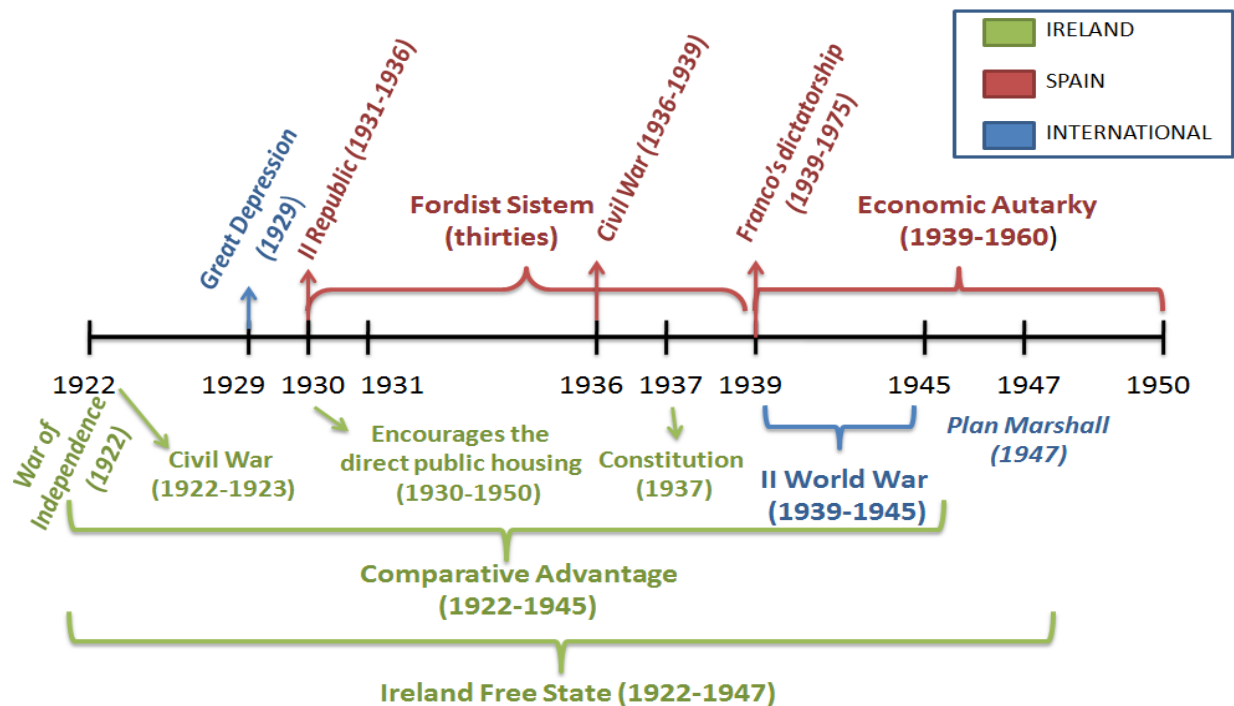 IRELAND
SPAIN
INTERNATIONAL
Great Depression
(1929)
II Republic (1931-1936)
Fordist Sistem
(thirties)
Civil War (1936-1939)
Franco's dictatorship
(1939-1975)
Economic Autarky
(1939-1960)
1922
1929
1930
1931
1936
1937
1939
1945
1947
1950
War of
Independence
(1922)
Civil War
(1922-1923)
Encourages the
direct public housing
(1930-1950)
Constitution
(1937)
II World War
(1939-1945)
Plan Marshall
(1947)
Comparative Advantage
(1922-1945)
Ireland Free State (1922-1947)